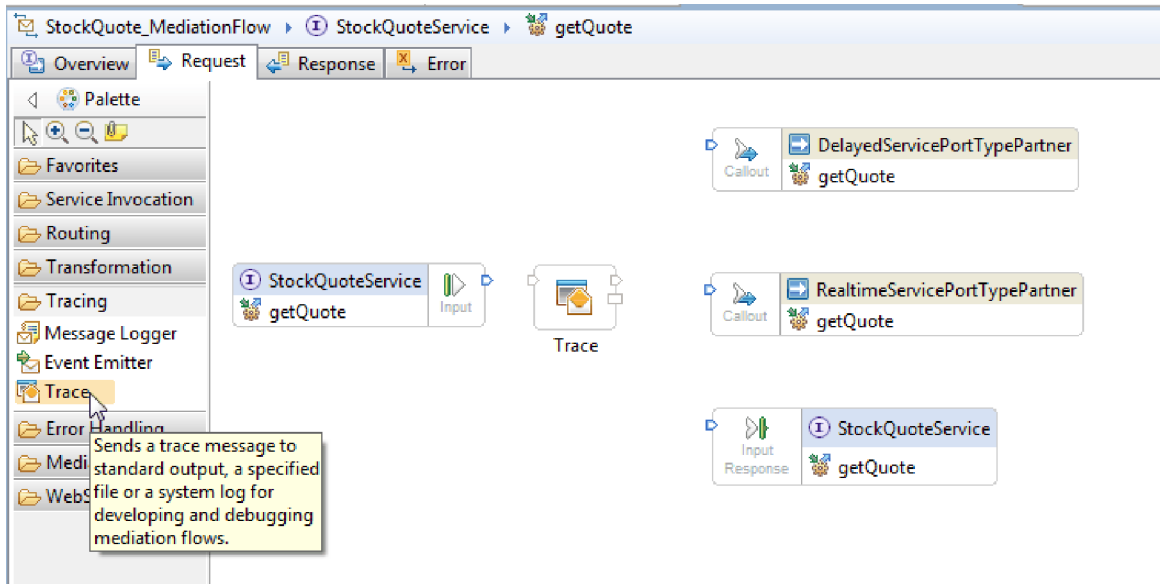 StockQuote_MediationFlow StockQuoteService getQuote
Overview Request Response Error
Palette
Favorites
Service Invocation
Routing
Transformation
Tracing
Message Logger
Event Emitter
Trace
Error Handling
Sends a trace message to
standard output, a specified
file or a system log for
developing and debugging
mediation flows.
StockQuoteService
getQuote
Input
Trace
Callout
DelayedServicePortTypePartner
getQuote
Callout
RealtimeServicePortTypePartner
getQuote
Input
Response
StockQuoteService
getQuote